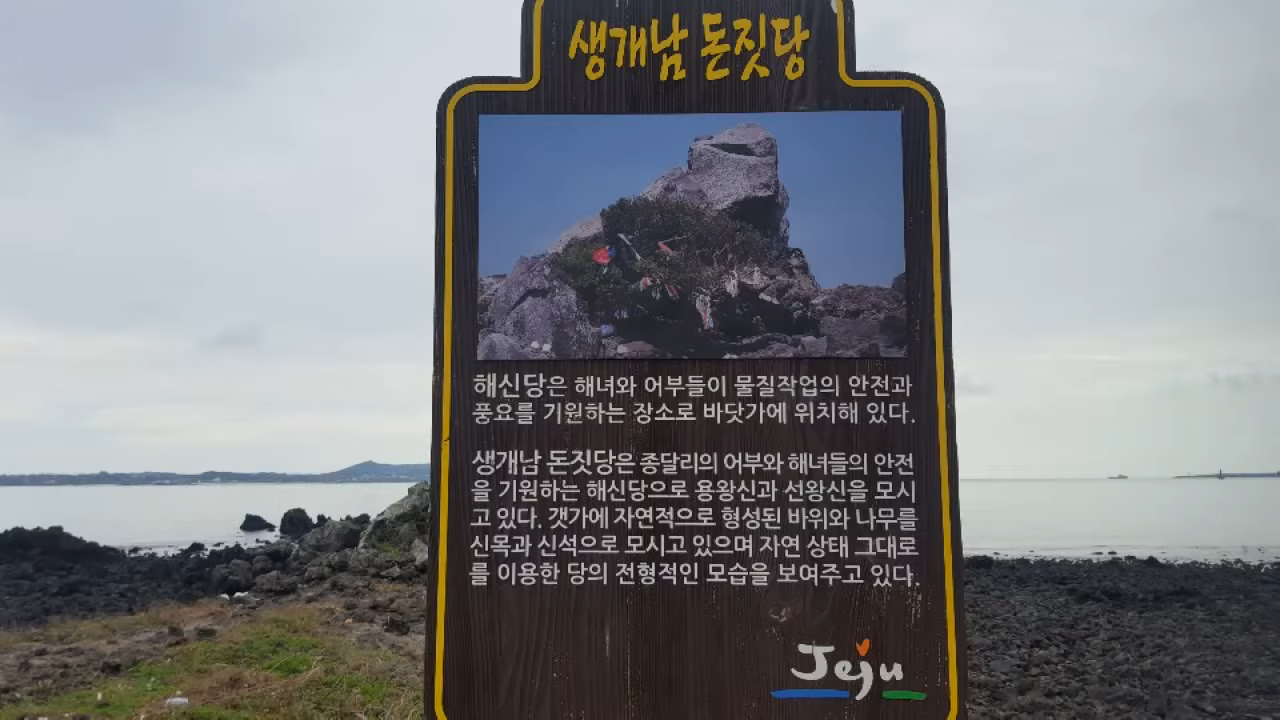 생개남 돈짓당
해신당은 해녀와 어부들이 물질작업의 안전과
풍요를 기원하는 장소로 바닷가에 위치해 있다.
생개남 돈짓당은 종달리의 어부와 해녀들의 안전
을 기원하는 해신당으로 용왕신과 선왕신을 모시
고 있다. 갯가에 자연적으로 형성된 바위와 나무를
신목과 신석으로 모시고 있으며 자연 상태 그대로
를 이용한 당의 전형적인 모습을 보여주고 있다.
Jeju